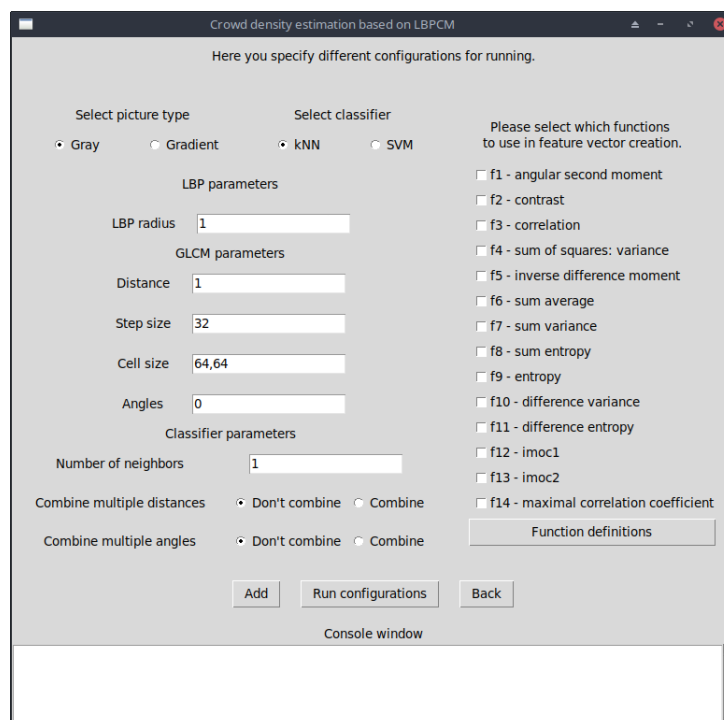 Crowd density estimation based on LBPCM
Here you specify different configurations for running.
Select picture type
Select classifier
Gray
Gradient
kNN
SVM
LBP parameters
LBP radius
1
GLCM parameters
Distance
1
Step size
32
Cell size
64,64
Angles
0
Classifier parameters
Number of neighbors
1
Combine multiple distances
Don't combine
Combine
Combine multiple angles
Don't combine
Combine
Please select which functions
to use in feature vector creation.
f1 - angular second moment
f2 - contrast
f3 - correlation
f4 - sum of squares: variance
f5 - inverse difference moment
f6 - sum average
f7 - sum variance
f8 - sum entropy
f9 - entropy
f10 - difference variance
f11 - difference entropy
f12 - imoc1
f13 - imoc2
f14 - maximal correlation coefficient
Function definitions
Add
Run configurations
Back
Console window